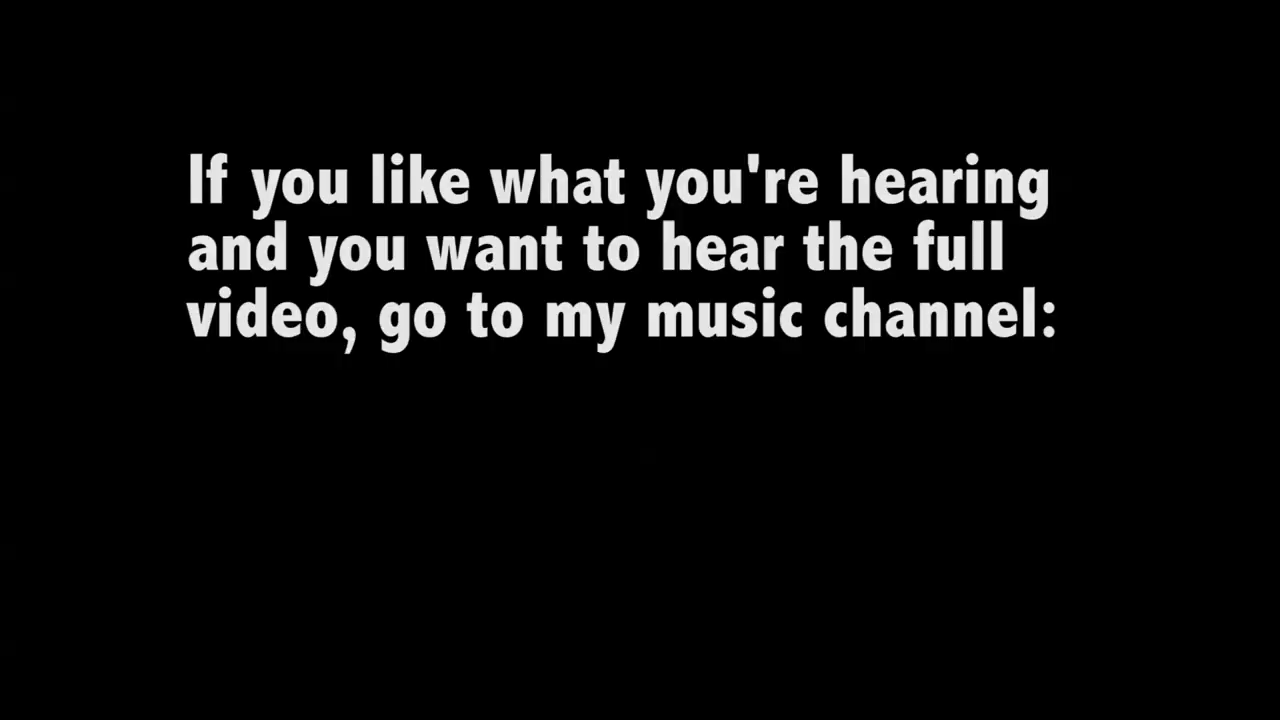 If you like what you're hearing
and you want to hear the full
video, go to my music channel: